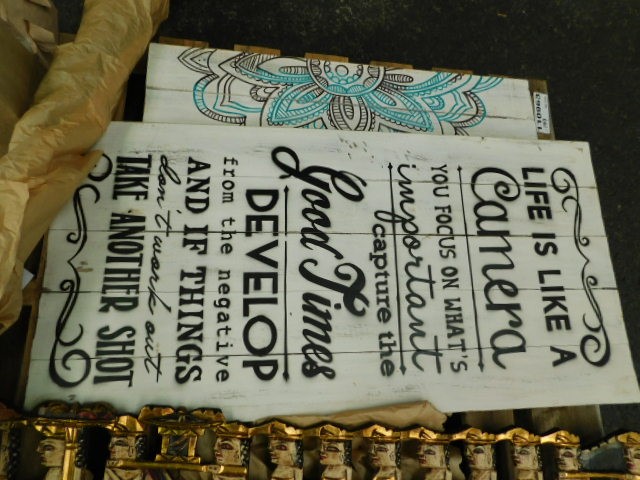 LIFE IS LIKE A
Camera
YOU FOCUS ON WHAT'S
important
capture the
Good Times
DEVELOP
from the negative
AND IF THINGS
don't work out
TAKE ANOTHER SHOT